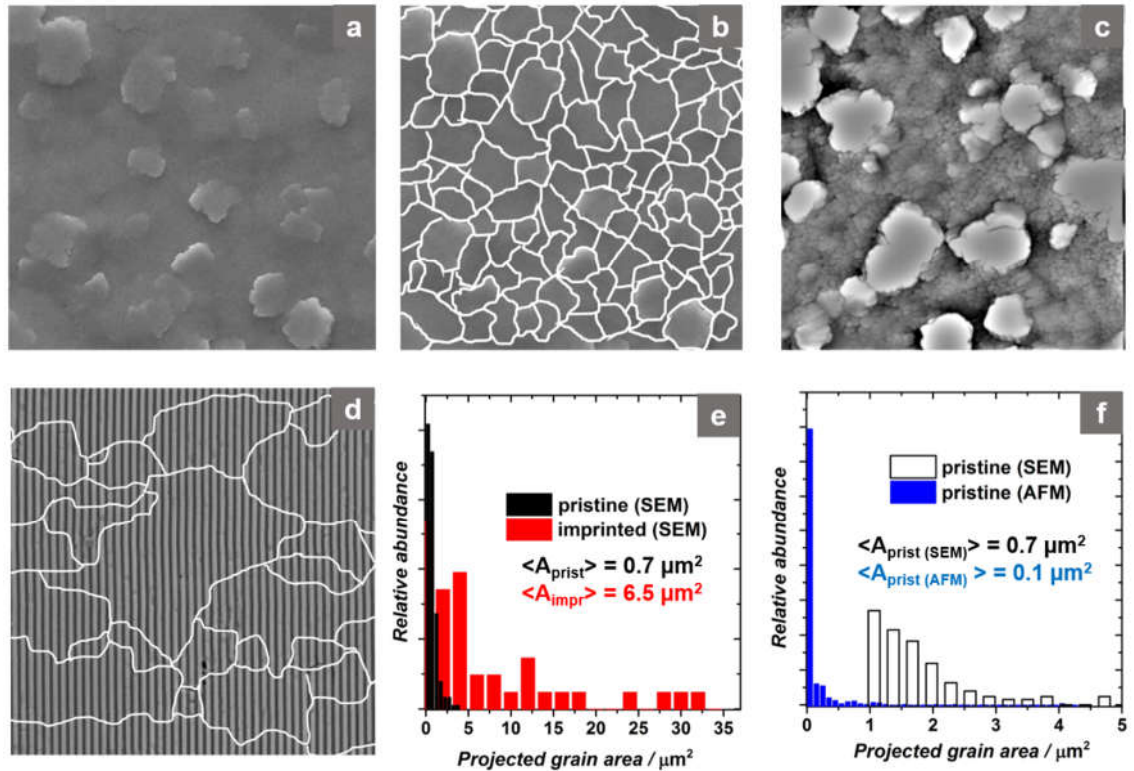 a
b
c
d
e
Relative abundance
pristine (SEM)
imprinted (SEM)
<A_prist> = 0.7 µm²
<A_impr> = 6.5 µm²
0 5 10 15 20 25 30 35
Projected grain area / µm²
f
Relative abundance
pristine (SEM)
pristine (AFM)
<A_prist (SEM)> = 0.7 µm²
<A_prist (AFM) > = 0.1 µm²
0 1 2 3 4 5
Projected grain area / µm²